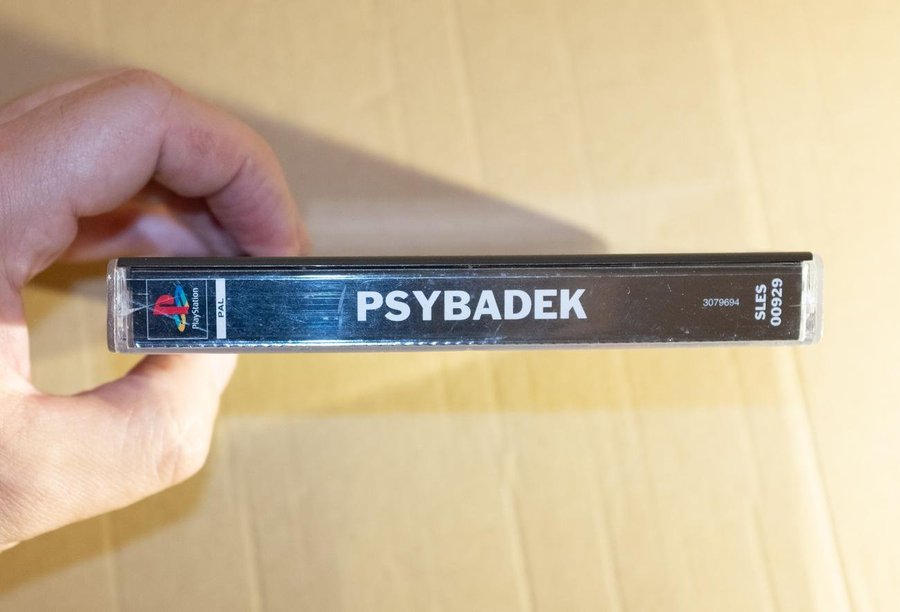 PlayStation
PAL
PSYBADEK
3079694
SLES
00929